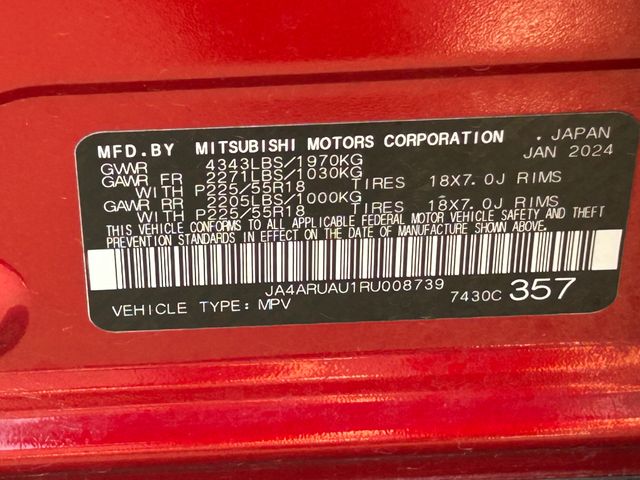 MFD.BY MITSUBISHI MOTORS CORPORATION . JAPAN
GVWR 4343LBS/1970KG JAN 2024
GAWR FR 2271LBS/1030KG
WITH P225/55R18 TIRES 18X7.0J RIMS
GAWR RR 2205LBS/1000KG
WITH P225/55R18 TIRES 18X7.0J RIMS
THIS VEHICLE CONFORMS TO ALL APPLICABLE FEDERAL MOTOR VEHICLE SAFETY AND THEFT
PREVENTION STANDARDS IN EFFECT ON THE DATE OF MANUFACTURE SHOWN ABOVE.
JA4ARUAU1RU008739 7430C 357
VEHICLE TYPE: MPV